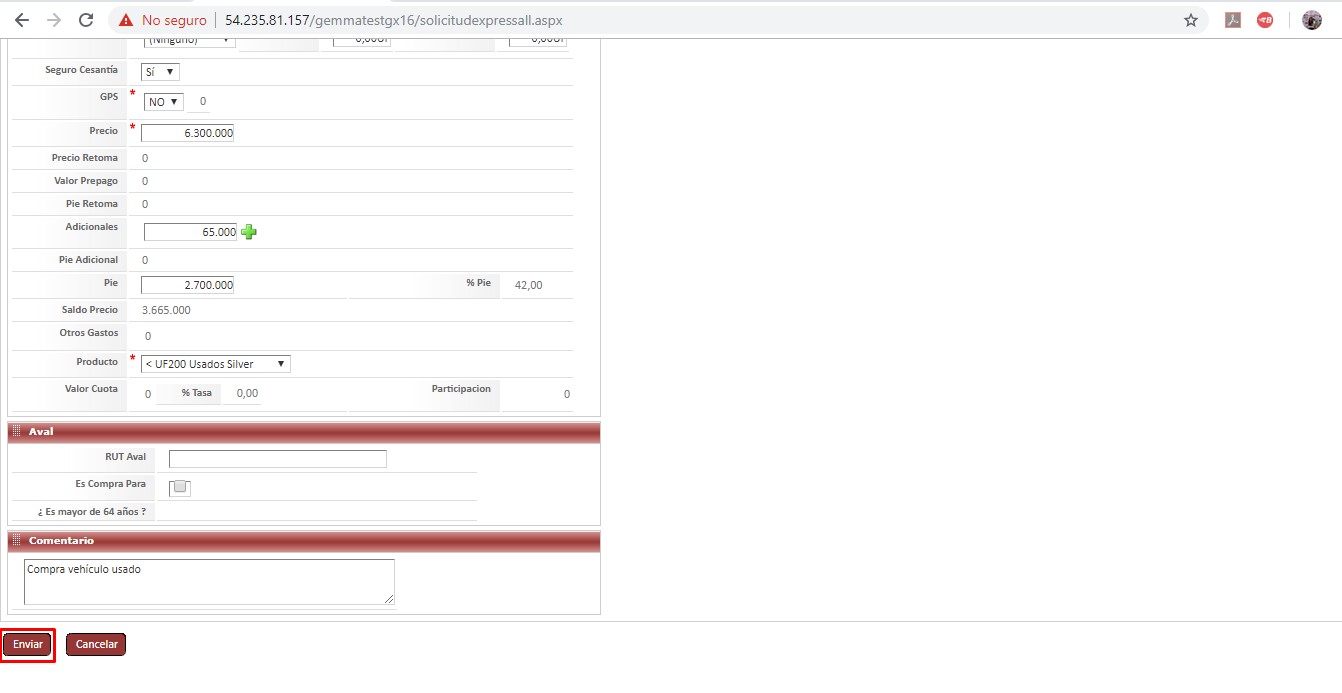 No seguro 54.235.81.157/gemmatestgx16/solicitudexpressall.aspx
(Ninguno) 0,00UF 0,00UF
Seguro Cesantía Sí
GPS * NO 0
Precio * 6.300.000
Precio Retoma 0
Valor Prepago 0
Pie Retoma 0
Adicionales 65.000
Pie Adicional 0
Pie 2.700.000 % Pie 42,00
Saldo Precio 3.665.000
Otros Gastos 0
Producto * < UF200 Usados Silver
Valor Cuota 0 % Tasa 0,00 Participacion 0
Aval
RUT Aval
Es Compra Para
¿ Es mayor de 64 años ?
Comentario
Compra vehículo usado
Enviar Cancelar